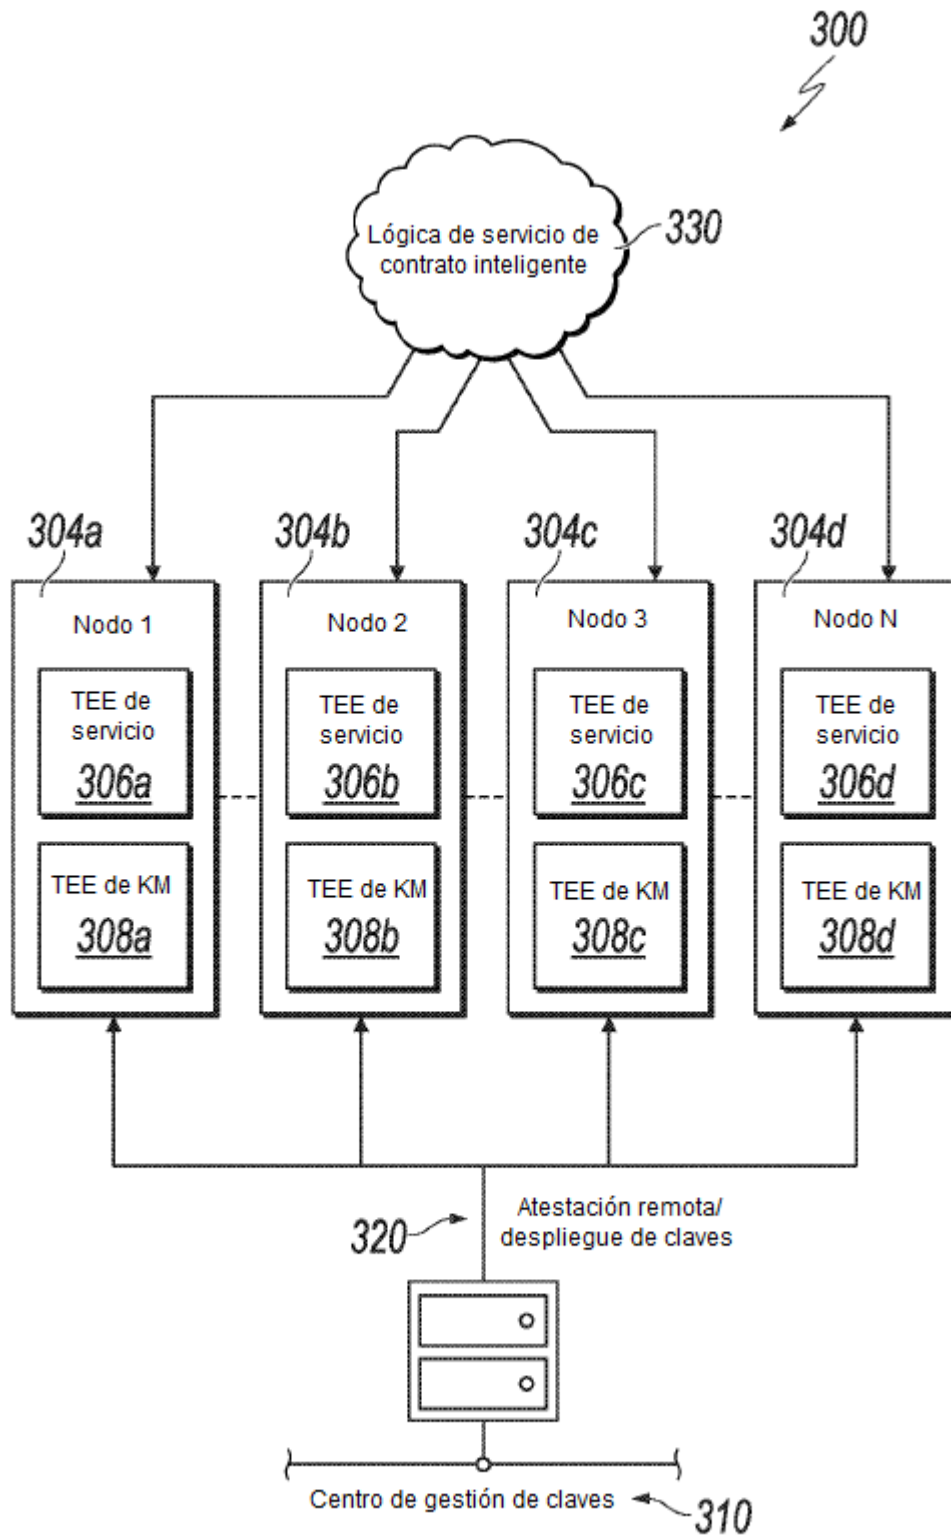 300
Lógica de servicio de
contrato inteligente
330
304a
304b
304c
304d
Nodo 1
Nodo 2
Nodo 3
Nodo N
TEE de
servicio
306a
TEE de
servicio
306b
TEE de
servicio
306c
TEE de
servicio
306d
TEE de KM
308a
TEE de KM
308b
TEE de KM
308c
TEE de KM
308d
320
Atestación remota/
despliegue de claves
Centro de gestión de claves
310